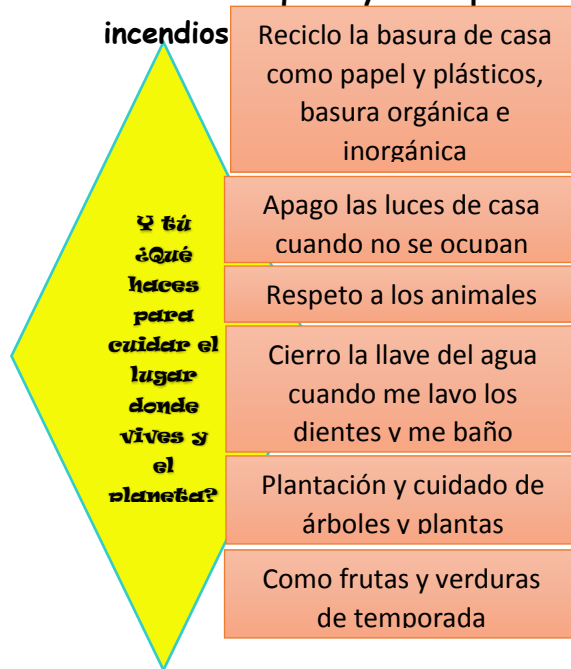 incendios
Reciclo la basura de casa
como papel y plásticos,
basura orgánica e
inorgánica
Y tú
¿Qué
haces
para
cuidar el
lugar
donde
vives y
el
planeta?
Apago las luces de casa
cuando no se ocupan
Respeto a los animales
Cierro la llave del agua
cuando me lavo los
dientes y me baño
Plantación y cuidado de
árboles y plantas
Como frutas y verduras
de temporada